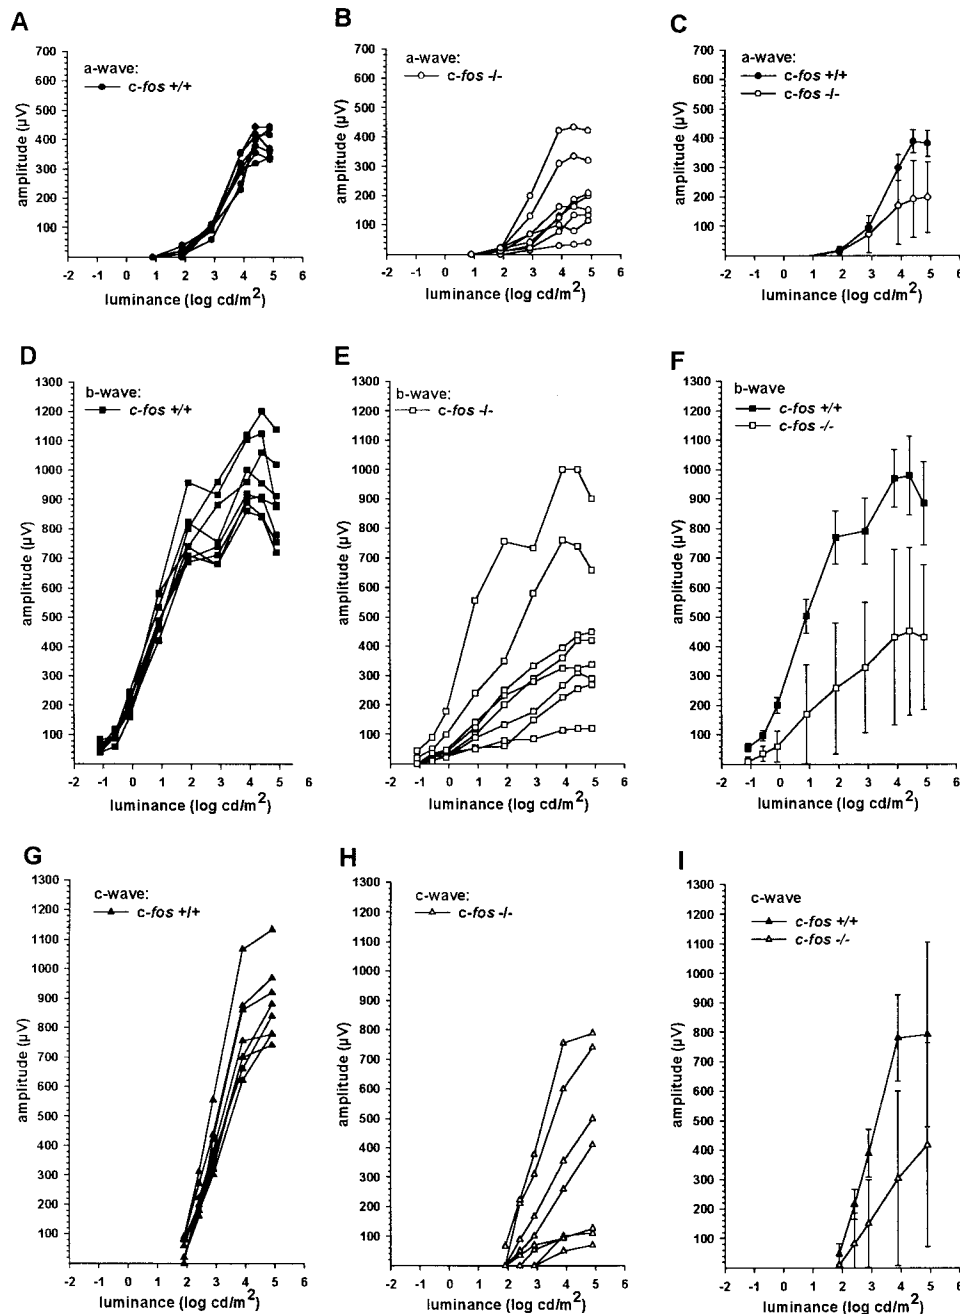 A
700
600
500
400
300
200
100
amplitude (µV)
a-wave:
c-fos +/+
-2 -1 0 1 2 3 4 5 6
luminance (log cd/m2)
B
700
600
500
400
300
200
100
amplitude (µV)
a-wave:
c-fos -/-
-2 -1 0 1 2 3 4 5 6
luminance (log cd/m2)
C
700
600
500
400
300
200
100
amplitude (µV)
a-wave:
c-fos +/+
c-fos -/-
-2 -1 0 1 2 3 4 5 6
luminance (log cd/m2)
D
1300
1200
1100
1000
900
800
700
600
500
400
300
200
100
amplitude (µV)
b-wave:
c-fos +/+
-2 -1 0 1 2 3 4 5 6
luminance (log cd/m2)
E
1300
1200
1100
1000
900
800
700
600
500
400
300
200
100
amplitude (µV)
b-wave:
c-fos -/-
-2 -1 0 1 2 3 4 5 6
luminance (log cd/m2)
F
1300
1200
1100
1000
900
800
700
600
500
400
300
200
100
amplitude (µV)
b-wave
c-fos +/+
c-fos -/-
-2 -1 0 1 2 3 4 5 6
luminance (log cd/m2)
G
1300
1200
1100
1000
900
800
700
600
500
400
300
200
100
amplitude (µV)
c-wave:
c-fos +/+
-2 -1 0 1 2 3 4 5 6
luminance (log cd/m2)
H
1300
1200
1100
1000
900
800
700
600
500
400
300
200
100
amplitude (µV)
c-wave:
c-fos -/-
-2 -1 0 1 2 3 4 5 6
luminance (log cd/m2)
I
1300
1200
1100
1000
900
800
700
600
500
400
300
200
100
amplitude (µV)
c-wave
c-fos +/+
c-fos -/-
-2 -1 0 1 2 3 4 5 6
luminance (log cd/m2)